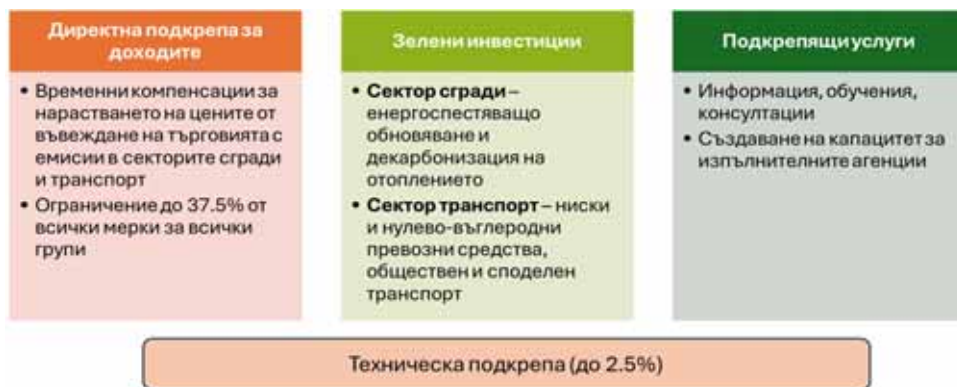 Директна подкрепа за
доходите
• Временни компенсации за
нарастването на цените от
въвеждане на търговията с
емисии в секторите сгради
и транспорт
• Ограничение до 37.5% от
всички мерки за всички
групи
Зелени инвестиции
• Сектор сгради –
енергоспестяващо
обновяване и
декарбонизация на
отоплението
• Сектор транспорт – ниски
и нулево-въглеродни
превозни средства,
обществен и споделен
транспорт
Подкрепящи услуги
• Информация, обучения,
консултации
• Създаване на капацитет за
изпълнителните агенции
Техническа подкрепа (до 2.5%)